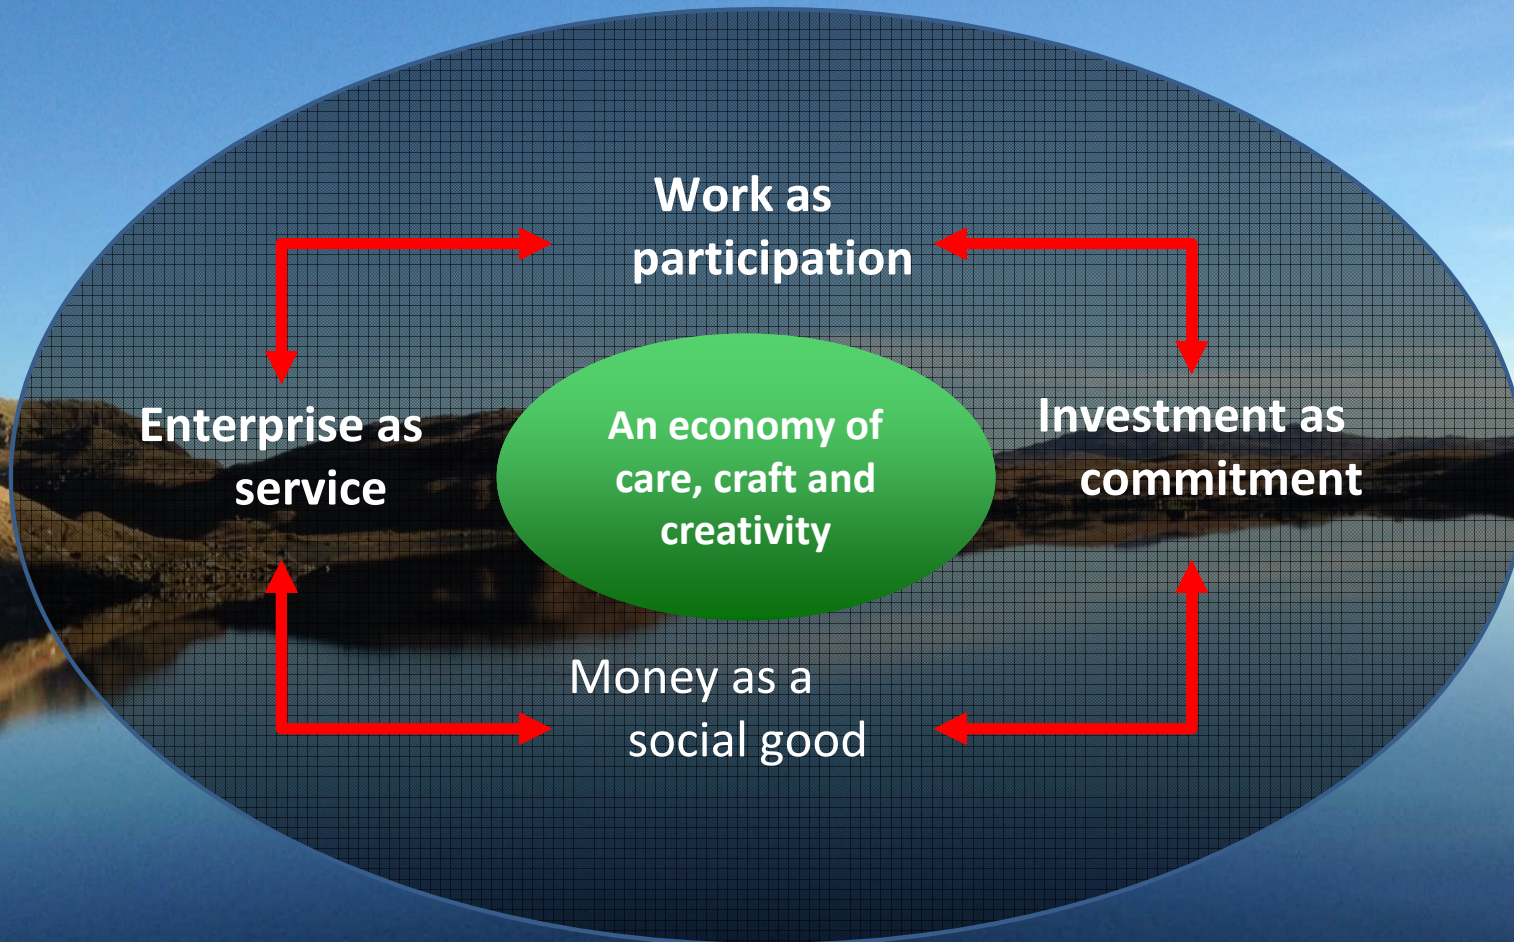 Work as
participation
Enterprise as
service
An economy of
care, craft and
creativity
Investment as
commitment
Money as a
social good